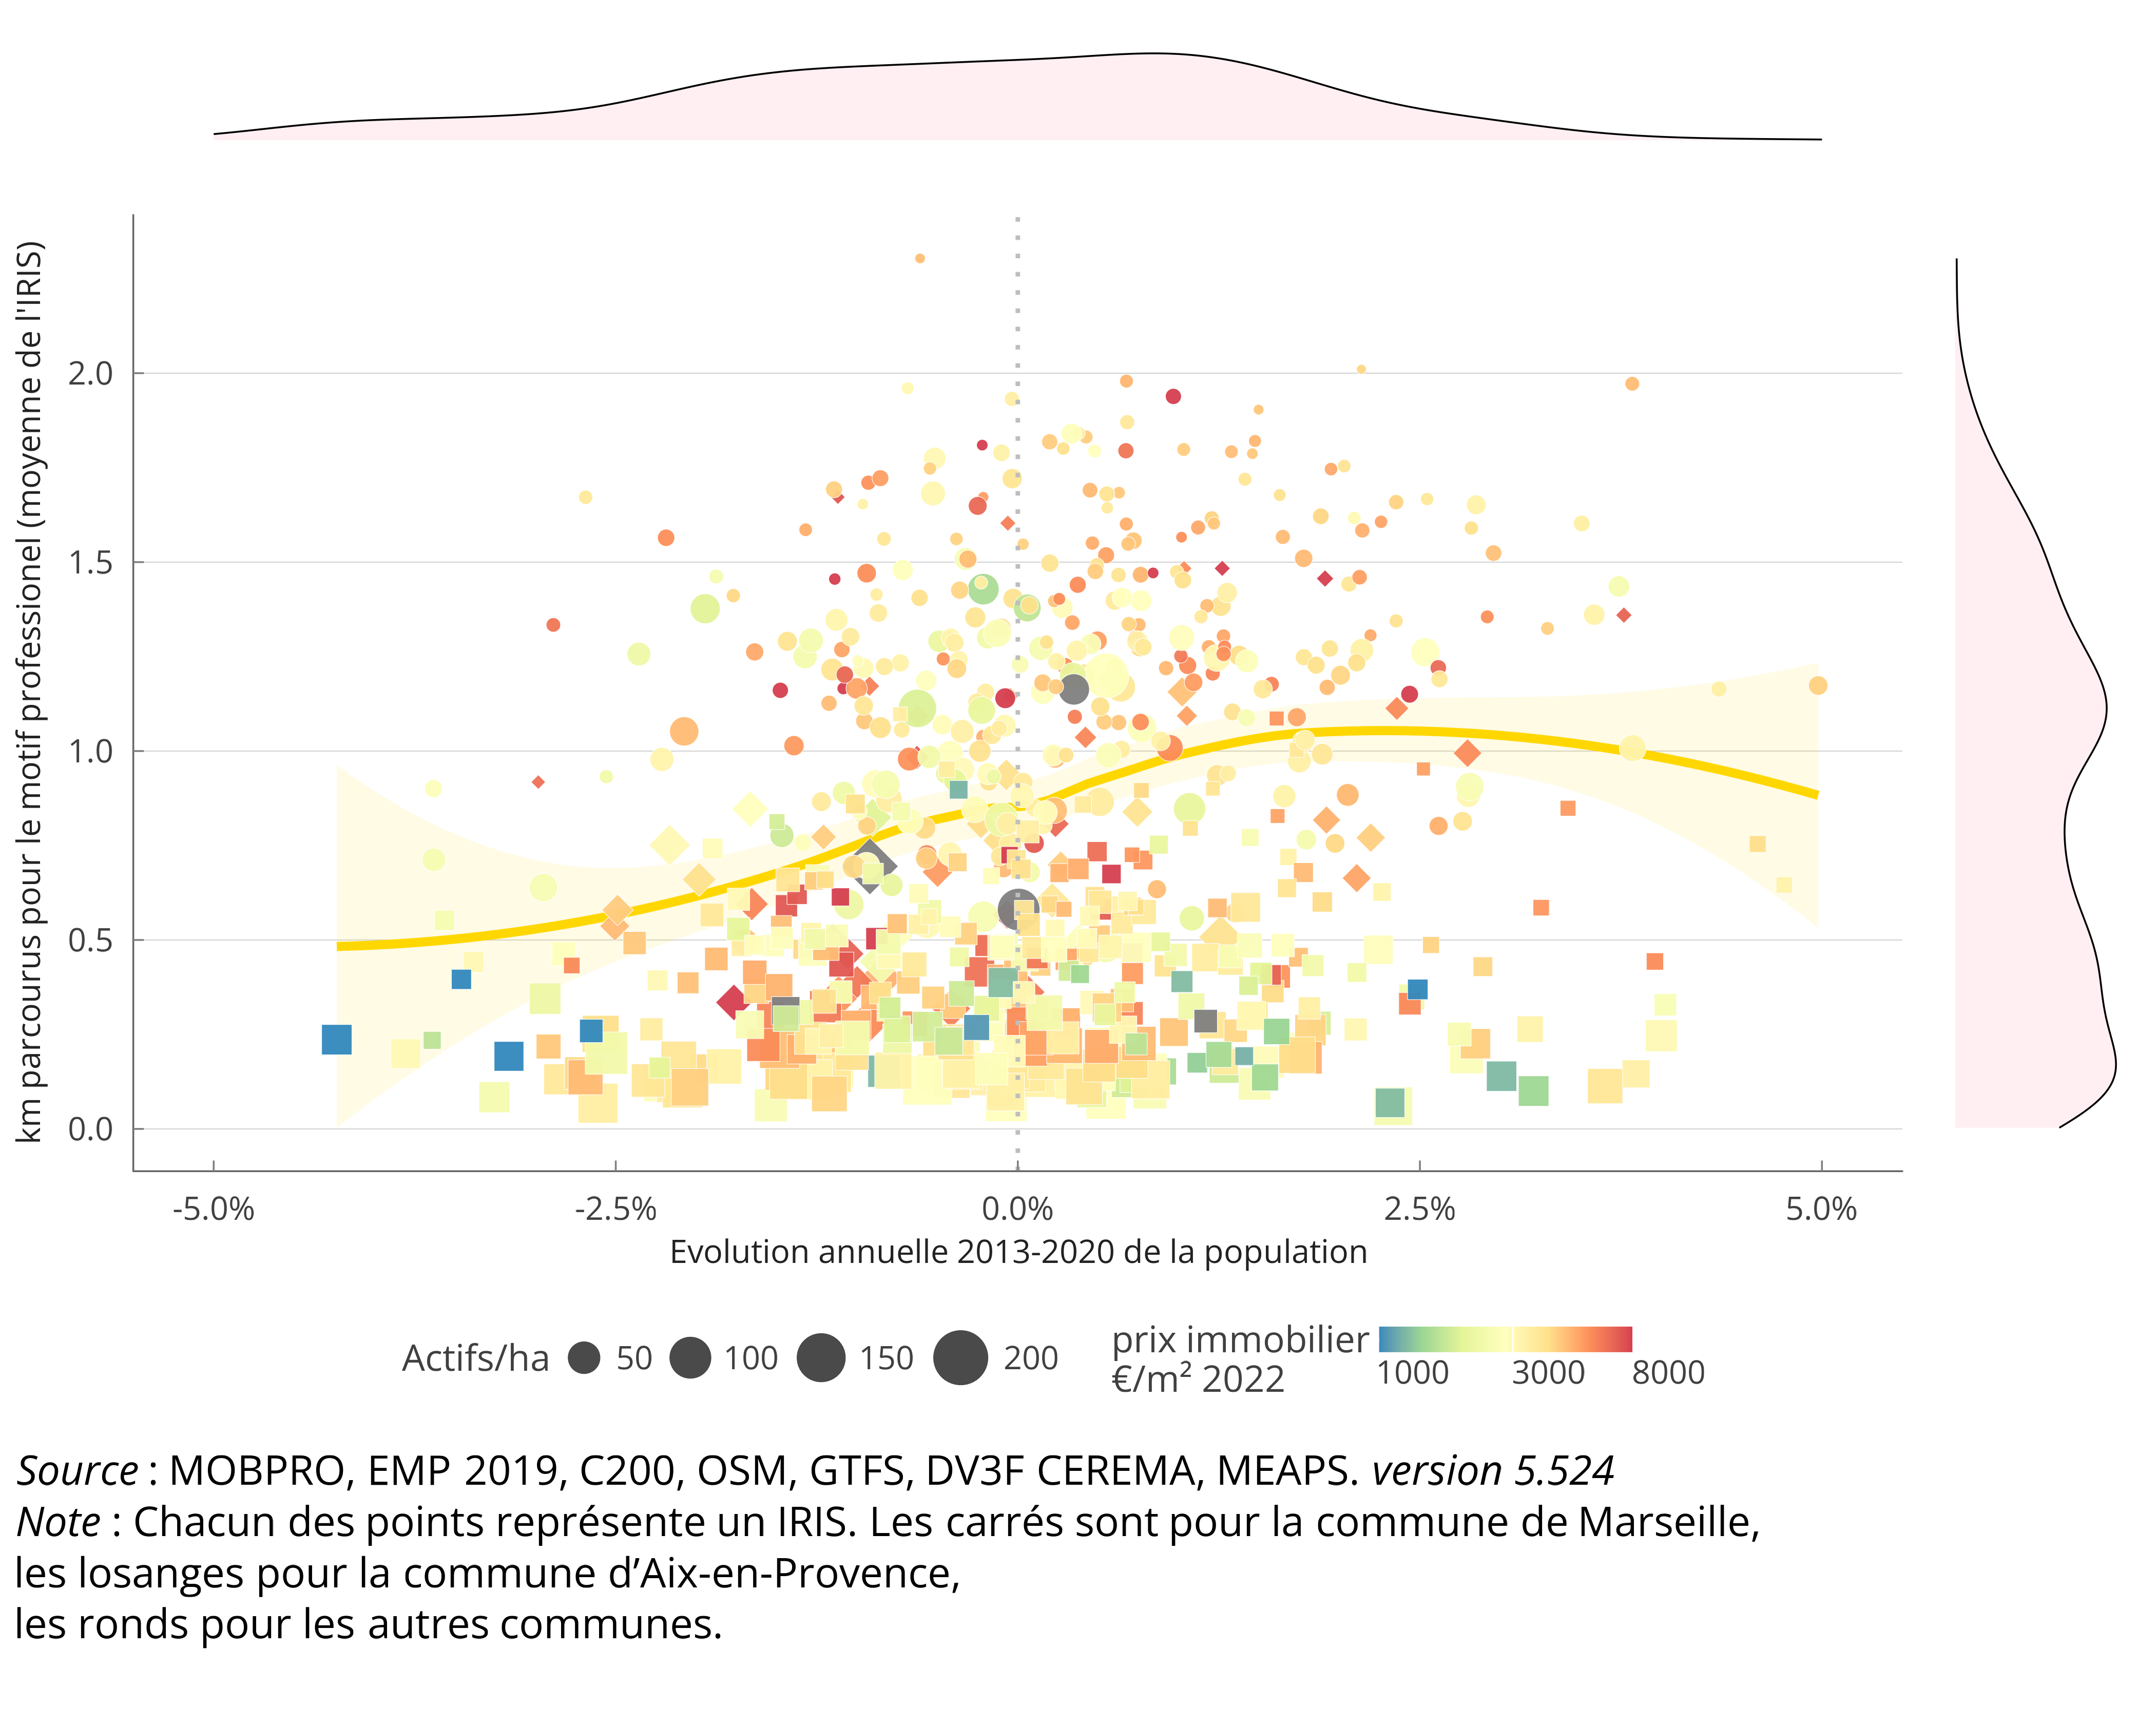 km parcourus pour le motif professionel (moyenne de l'IRIS)
2.0
1.5
1.0
0.5
0.0
-5.0% -2.5% 0.0% 2.5% 5.0%
Evolution annuelle 2013-2020 de la population
Actifs/ha 50 100 150 200
prix immobilier
€/m² 2022
1000 3000 8000
Source : MOBPRO, EMP 2019, C200, OSM, GTFS, DV3F CEREMA, MEAPS. version 5.524
Note : Chacun des points représente un IRIS. Les carrés sont pour la commune de Marseille,
les losanges pour la commune d’Aix-en-Provence,
les ronds pour les autres communes.